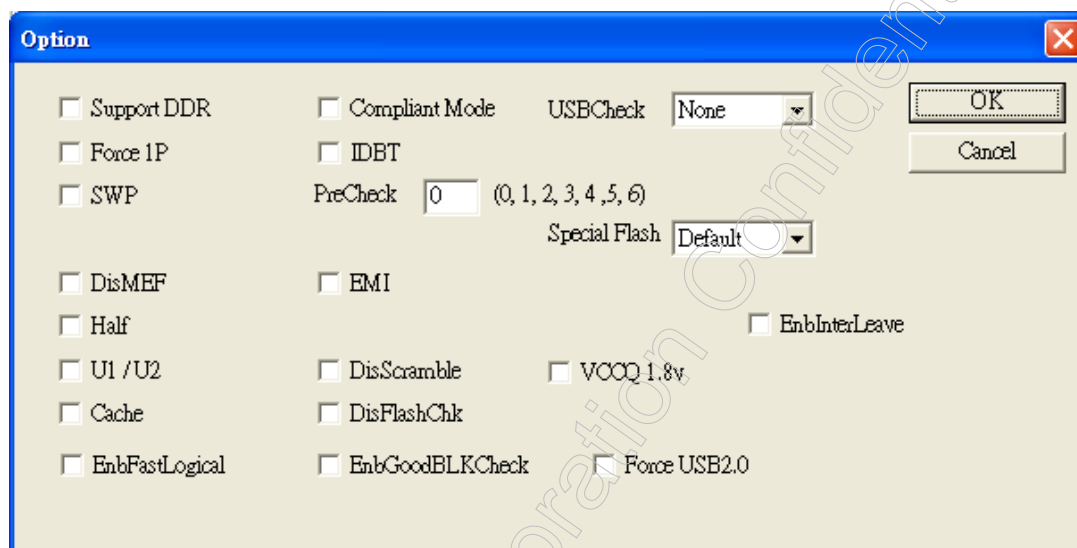 Option
Support DDR Compliant Mode USBCheck None OK
Force 1P IDBT Cancel
SWP PreCheck 0 (0, 1, 2, 3, 4 ,5, 6)
Special Flash Default
DisMEF EMI
Half EnbInterLeave
U1 / U2 DisScramble VCCQ 1.8v
Cache DisFlashChk
EnbFastLogical EnbGoodBLKCheck Force USB2.0